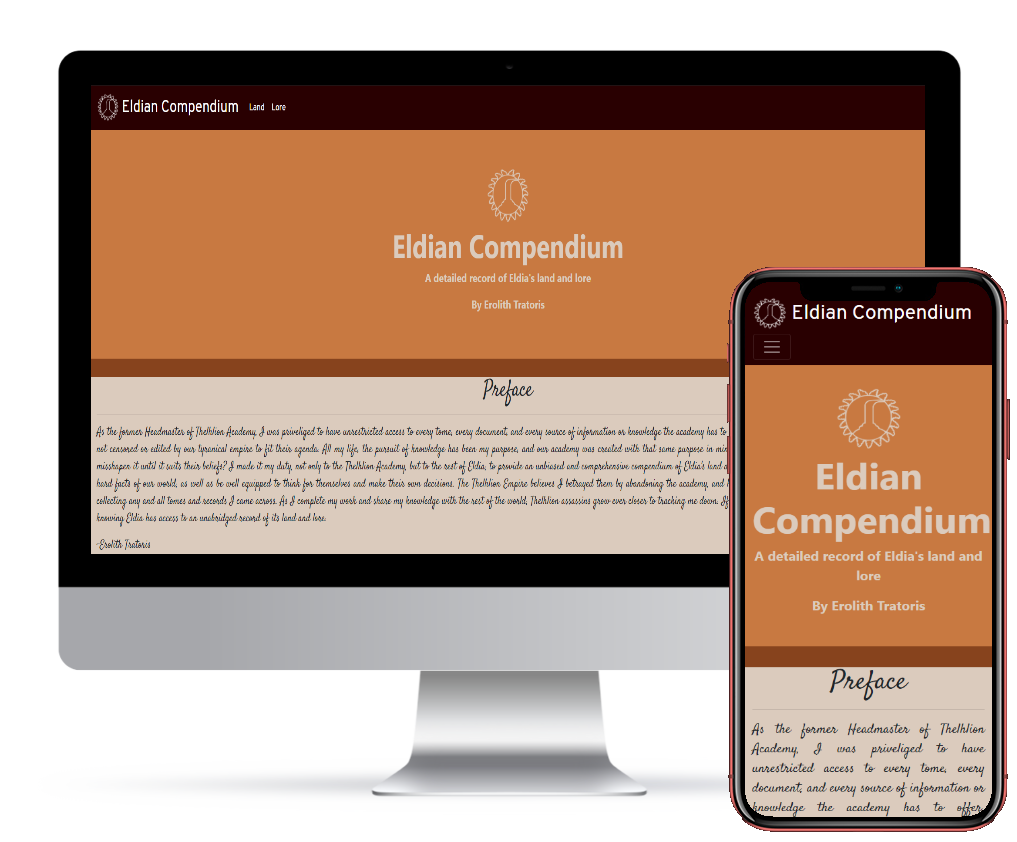 Eldian Compendium Land Lore
Eldian Compendium
A detailed record of Eldia's land and lore
By Erolith Tratoris
Preface
As the former Headmaster of Thelhlion Academy, I was priveliged to have unrestricted access to every tome, every document, and every source of information or knowledge the academy has to
not censored or edited by our tyranical empire to fit their agenda. All my life, the pursuit of knowledge has been my purpose, and our academy was created with that same purpose in min
misshapen it until it suits their beliefs? I made it my duty, not only to the Thelhlion Academy, but to the rest of Eldia, to provide an unbiased and comprehensive compendium of Eldia's land a
hard facts of our world, as well as be well equipped to think for themselves and make their own decisions. The Thelhlion Empire believes I betrayed them by abandoning the academy, and
collecting any and all tomes and records I came across. As I complete my work and share my knowledge with the rest of the world, Thelhlion assassins grow ever closer to tracking me down. If
knowing Eldia has access to an unabridged record of its land and lore.
-Erolith Tratoris
Eldian Compendium
Eldian
Compendium
A detailed record of Eldia's land and
lore
By Erolith Tratoris
Preface
As the former Headmaster of Thelhlion
Academy, I was priveliged to have
unrestricted access to every tome, every
document, and every source of information or
knowledge the academy has to offer,